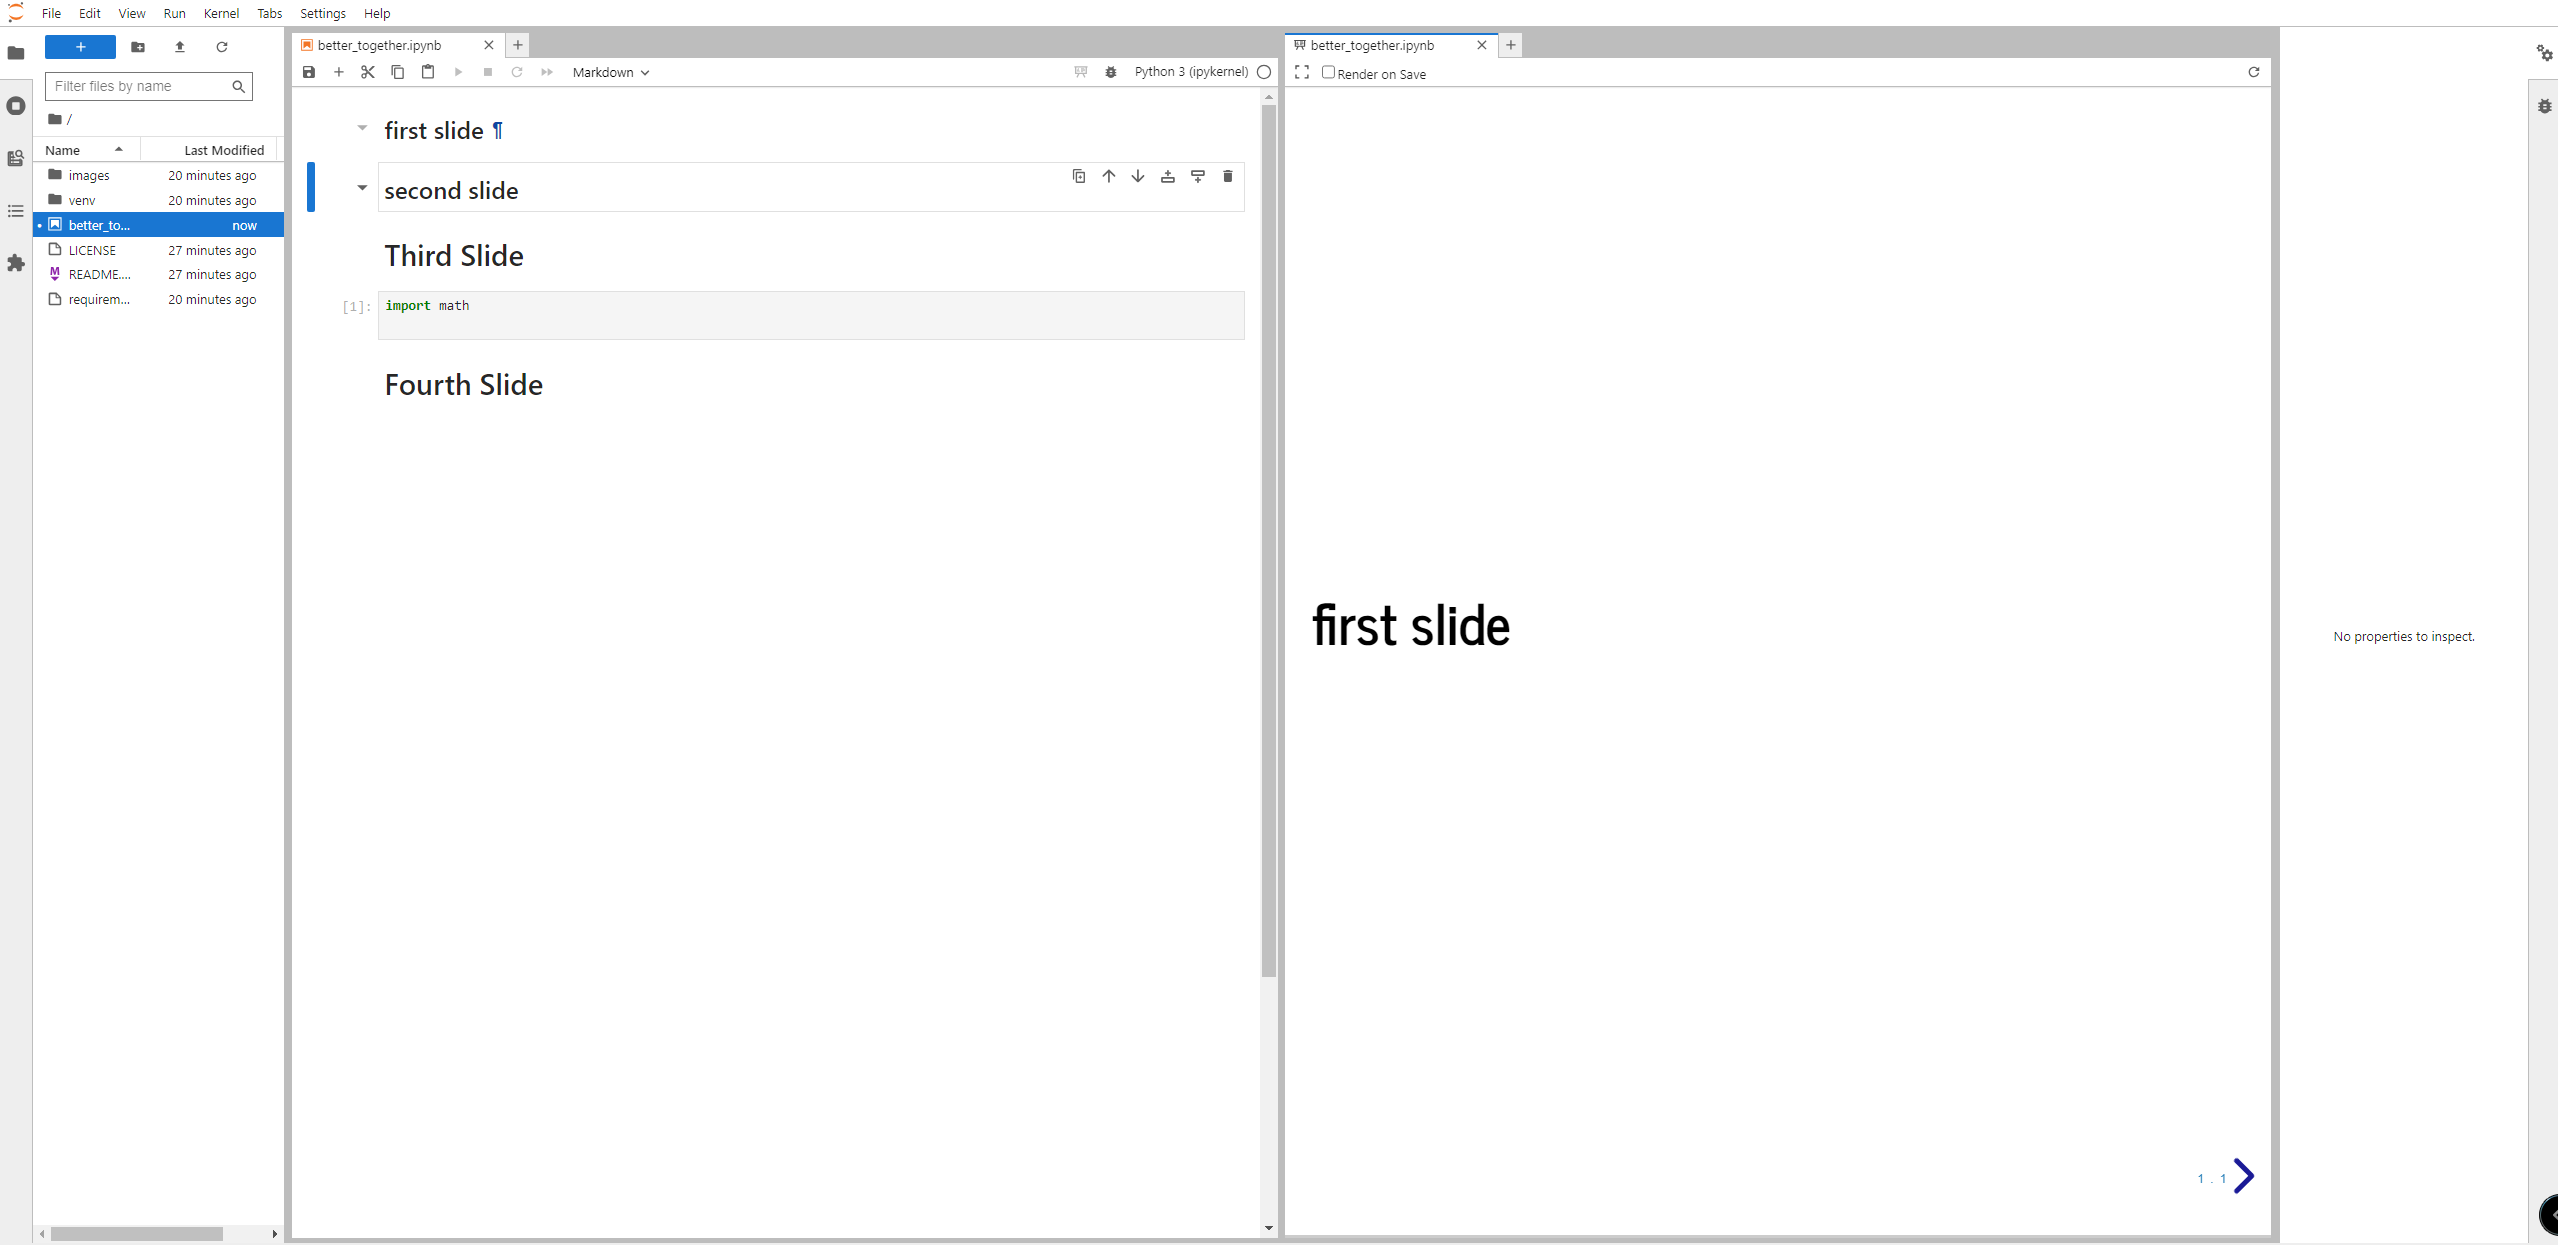 File Edit View Run Kernel Tabs Settings Help
+
Filter files by name
/
Name Last Modified
images 20 minutes ago
venv 20 minutes ago
better_to... now
LICENSE 27 minutes ago
README.... 27 minutes ago
requirem... 20 minutes ago
better_together.ipynb
Markdown
Python 3 (ipykernel)
first slide ¶
second slide
Third Slide
[1]: import math
Fourth Slide
better_together.ipynb
Render on Save
first slide
1 . 1
No properties to inspect.